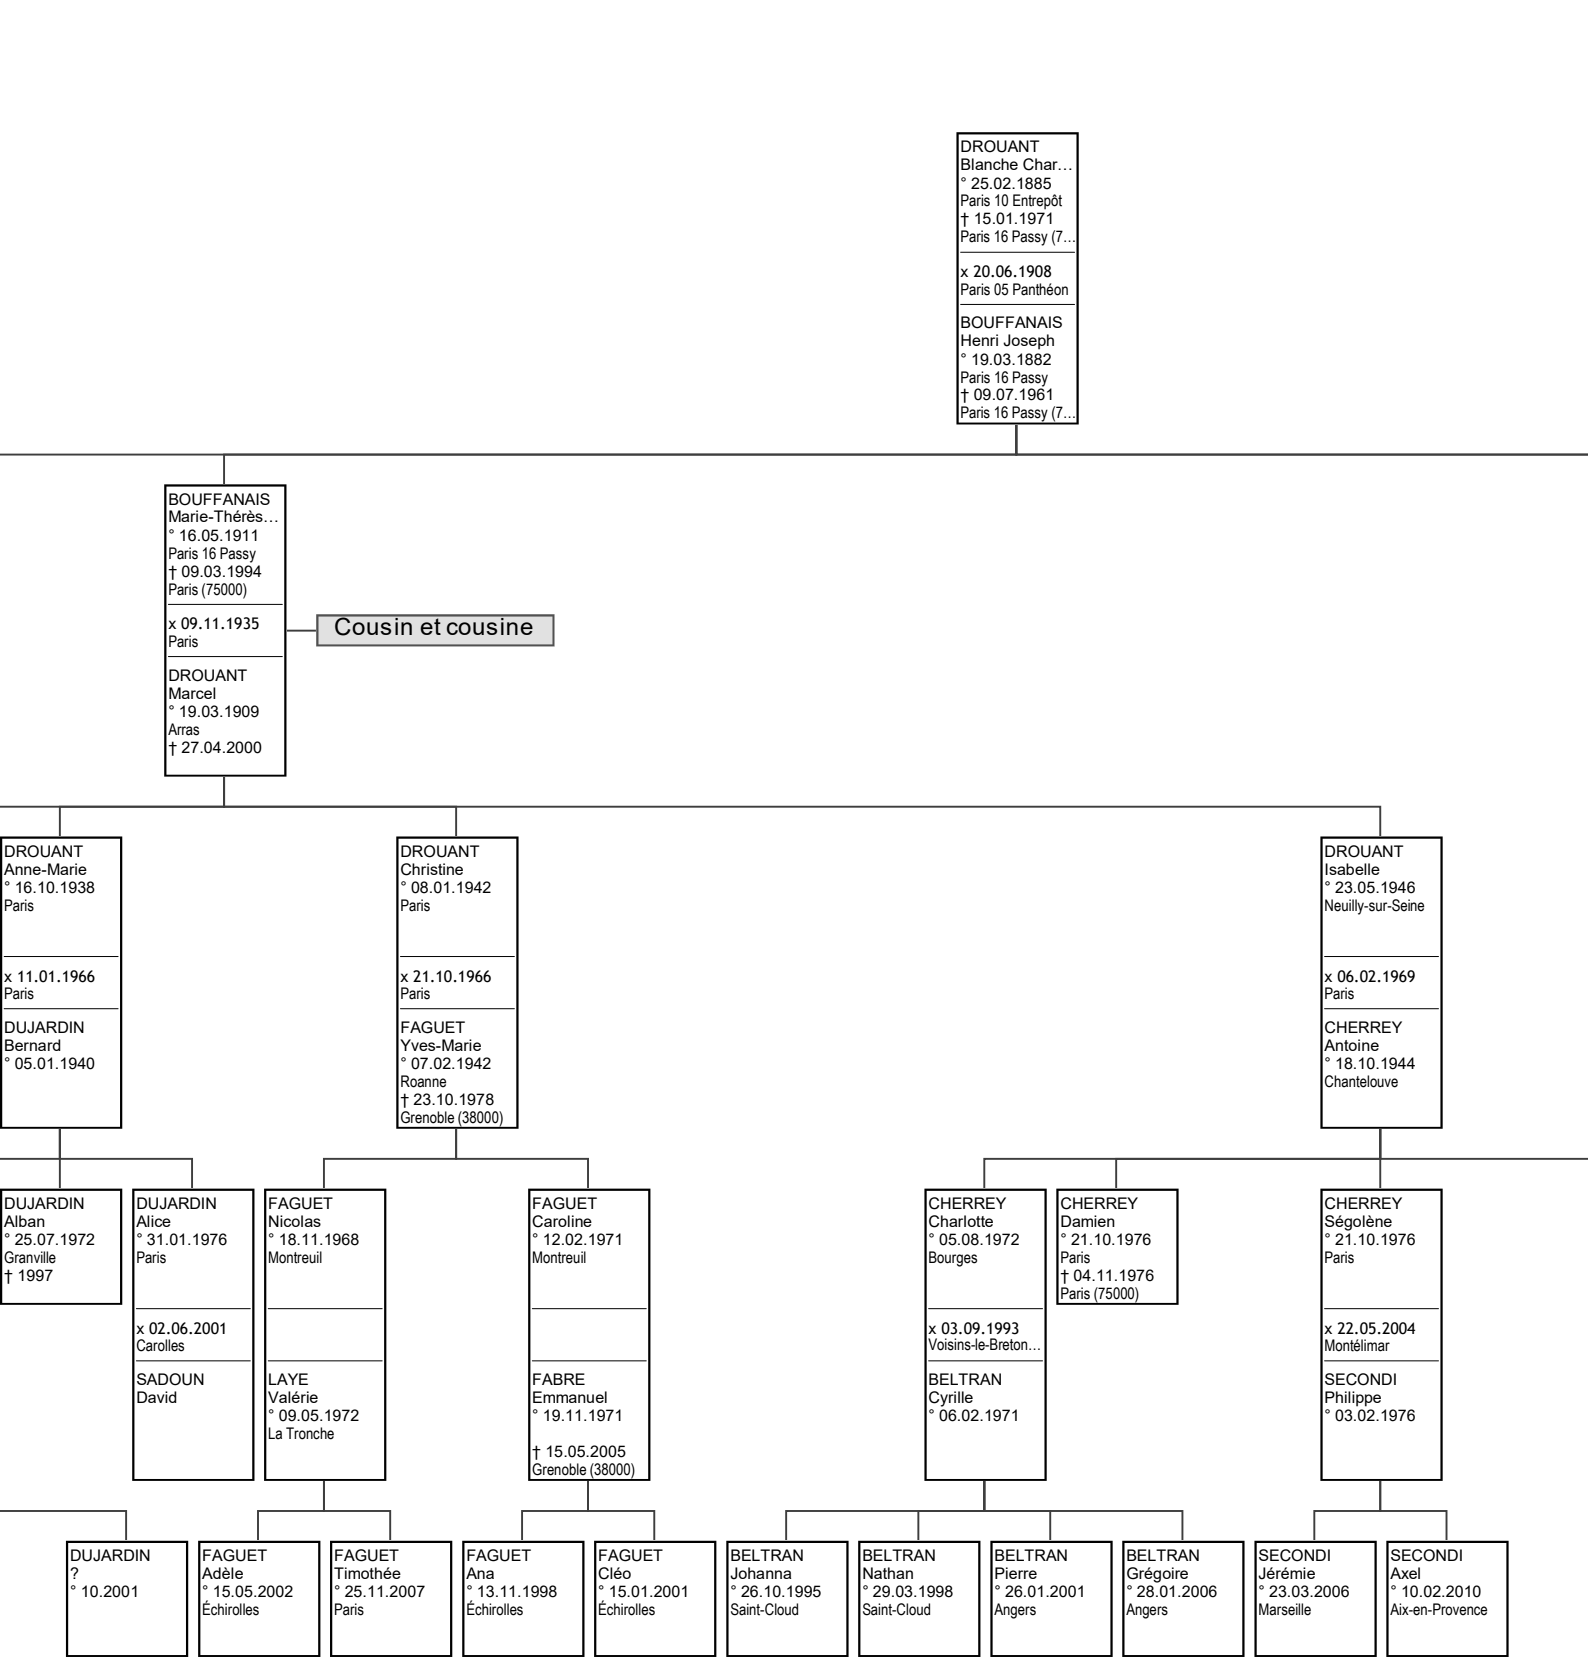 DROUANT
Blanche Char…
° 25.02.1885
Paris 10 Entrepôt
† 15.01.1971
Paris 16 Passy (7…
x 20.06.1908
Paris 05 Panthéon
BOUFFANAIS
Henri Joseph
° 19.03.1882
Paris 16 Passy
† 09.07.1961
Paris 16 Passy (7…
BOUFFANAIS
Marie-Thérès…
° 16.05.1911
Paris 16 Passy
† 09.03.1994
Paris (75000)
x 09.11.1935
Paris
DROUANT
Marcel
° 19.03.1909
Arras
† 27.04.2000
Cousin et cousine
DROUANT
Anne-Marie
° 16.10.1938
Paris
x 11.01.1966
Paris
DUJARDIN
Bernard
° 05.01.1940
DROUANT
Christine
° 08.01.1942
Paris
x 21.10.1966
Paris
FAGUET
Yves-Marie
° 07.02.1942
Roanne
† 23.10.1978
Grenoble (38000)
DROUANT
Isabelle
° 23.05.1946
Neuilly-sur-Seine
x 06.02.1969
Paris
CHERREY
Antoine
° 18.10.1944
Chantelouve
DUJARDIN
Alban
° 25.07.1972
Granville
† 1997
DUJARDIN
Alice
° 31.01.1976
Paris
x 02.06.2001
Carolles
SADOUN
David
FAGUET
Nicolas
° 18.11.1968
Montreuil
LAYE
Valérie
° 09.05.1972
La Tronche
FAGUET
Caroline
° 12.02.1971
Montreuil
FABRE
Emmanuel
° 19.11.1971
† 15.05.2005
Grenoble (38000)
CHERREY
Charlotte
° 05.08.1972
Bourges
x 03.09.1993
Voisins-le-Breton…
BELTRAN
Cyrille
° 06.02.1971
CHERREY
Damien
° 21.10.1976
Paris
† 04.11.1976
Paris (75000)
CHERREY
Ségolène
° 21.10.1976
Paris
x 22.05.2004
Montélimar
SECONDI
Philippe
° 03.02.1976
DUJARDIN
?
° 10.2001
FAGUET
Adèle
° 15.05.2002
Échirolles
FAGUET
Timothée
° 25.11.2007
Paris
FAGUET
Ana
° 13.11.1998
Échirolles
FAGUET
Cléo
° 15.01.2001
Échirolles
BELTRAN
Johanna
° 26.10.1995
Saint-Cloud
BELTRAN
Nathan
° 29.03.1998
Saint-Cloud
BELTRAN
Pierre
° 26.01.2001
Angers
BELTRAN
Grégoire
° 28.01.2006
Angers
SECONDI
Jérémie
° 23.03.2006
Marseille
SECONDI
Axel
° 10.02.2010
Aix-en-Provence